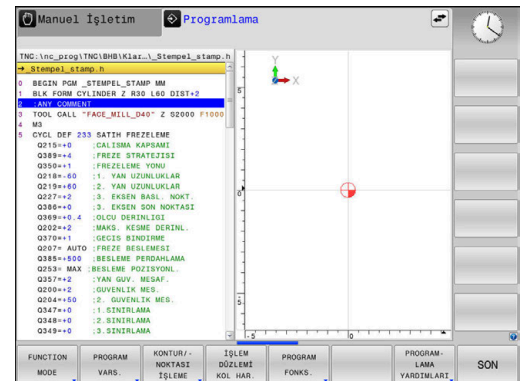 Manuel İşletim
Programlama
TNC:\nc_prog\TNC\BHB\Klar…\_Stempel_stamp.h
→_Stempel_stamp.h
0 BEGIN PGM _STEMPEL_STAMP MM
1 BLK FORM CYLINDER Z R30 L60 DIST+2
2 ;ANY COMMENT
3 TOOL CALL "FACE_MILL_D40" Z S2000 F1000
4 M3
5 CYCL DEF 233 SATIH FREZELEME
Q215=+0 ;CALISMA KAPSAMI
Q389=+4 ;FREZE STRATEJISI
Q350=+1 ;FREZELEME YONU
Q218=-60 ;1. YAN UZUNLUKLAR
Q219=+60 ;2. YAN UZUNLUKLAR
Q227=+2 ;3. EKSEN BASL. NOKT.
Q386=+0 ;3. EKSEN SON NOKTASI
Q369=+0.4 ;OLCU DERINLIGI
Q202=+2 ;MAKS. KESME DERINL.
Q370=+1 ;GECIS BINDIRME
Q207= AUTO ;FREZE BESLEMESI
Q385=+500 ;BESLEME PERDAHLAMA
Q253= MAX ;BESLEME POZISYONL.
Q357=+2 ;YAN GUV. MESAF.
Q200=+2 ;GUVENLIK MES.
Q204=+50 ;2. GUVENLIK MES.
Q347=+0 ;1.SINIRLAMA
Q348=+0 ;2.SINIRLAMA
Q349=+0 ;3.SINIRLAMA
Y
X
5
0
-5
-5
0
FUNCTION
MODE
PROGRAM
VARS.
KONTUR/-
NOKTASI
İŞLEME
İŞLEM
DÜZLEMİ
KOL HAR.
PROGRAM
FONKS.
PROGRAM-
LAMA
YARDIMLARI
SON